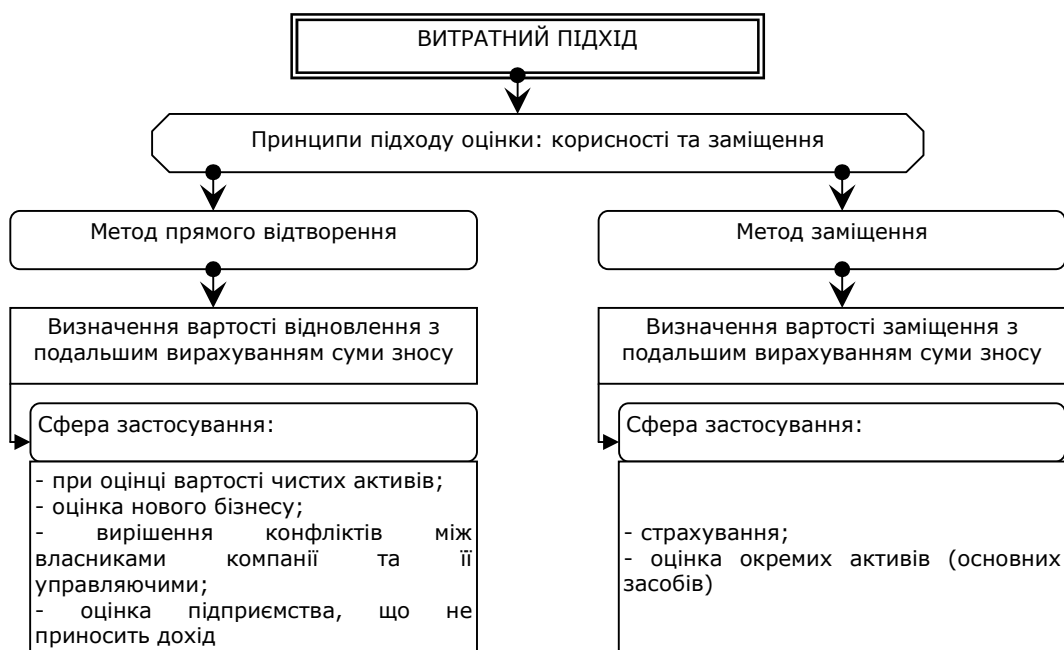 ВИТРАТНИЙ ПІДХІД
Принципи підходу оцінки: корисності та заміщення
Метод прямого відтворення
Визначення вартості відновлення з
подальшим вирахуванням суми зносу
Сфера застосування:
- при оцінці вартості чистих активів;
- оцінка нового бізнесу;
- вирішення конфліктів між
власниками компанії та її
управляючими;
- оцінка підприємства, що не
приносить дохід
Метод заміщення
Визначення вартості заміщення з
подальшим вирахуванням суми зносу
Сфера застосування:
- страхування;
- оцінка окремих активів (основних
засобів)